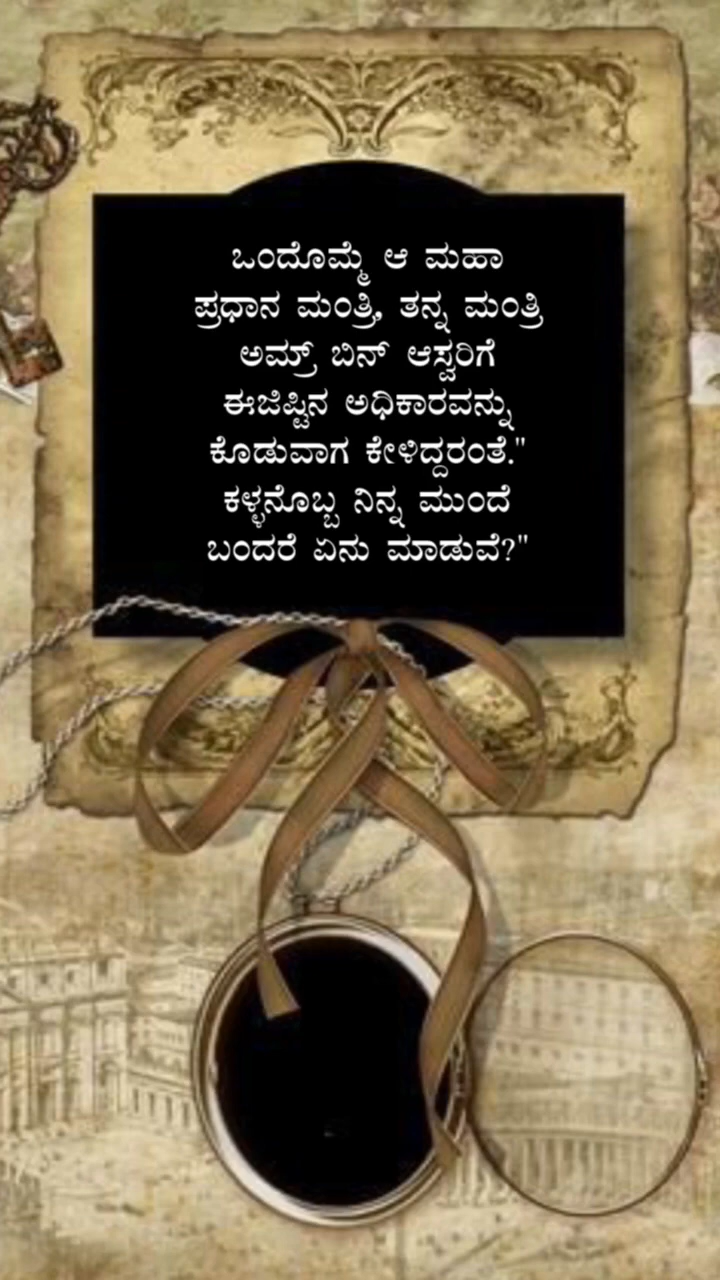 ಒಂದೊಮ್ಮೆ ಆ ಮಹಾ
ಪ್ರಧಾನ ಮಂತ್ರಿ, ತನ್ನ ಮಂತ್ರಿ
ಅಮ್ರ್ ಬಿನ್ ಆಸ್ವರಿಗೆ
ಈಜಿಪ್ಟಿನ ಅಧಿಕಾರವನ್ನು
ಕೊಡುವಾಗ ಕೇಳಿದ್ದರಂತೆ."
ಕಳ್ಳನೊಬ್ಬ ನಿನ್ನ ಮುಂದೆ
ಬಂದರೆ ಏನು ಮಾಡುವೆ?"